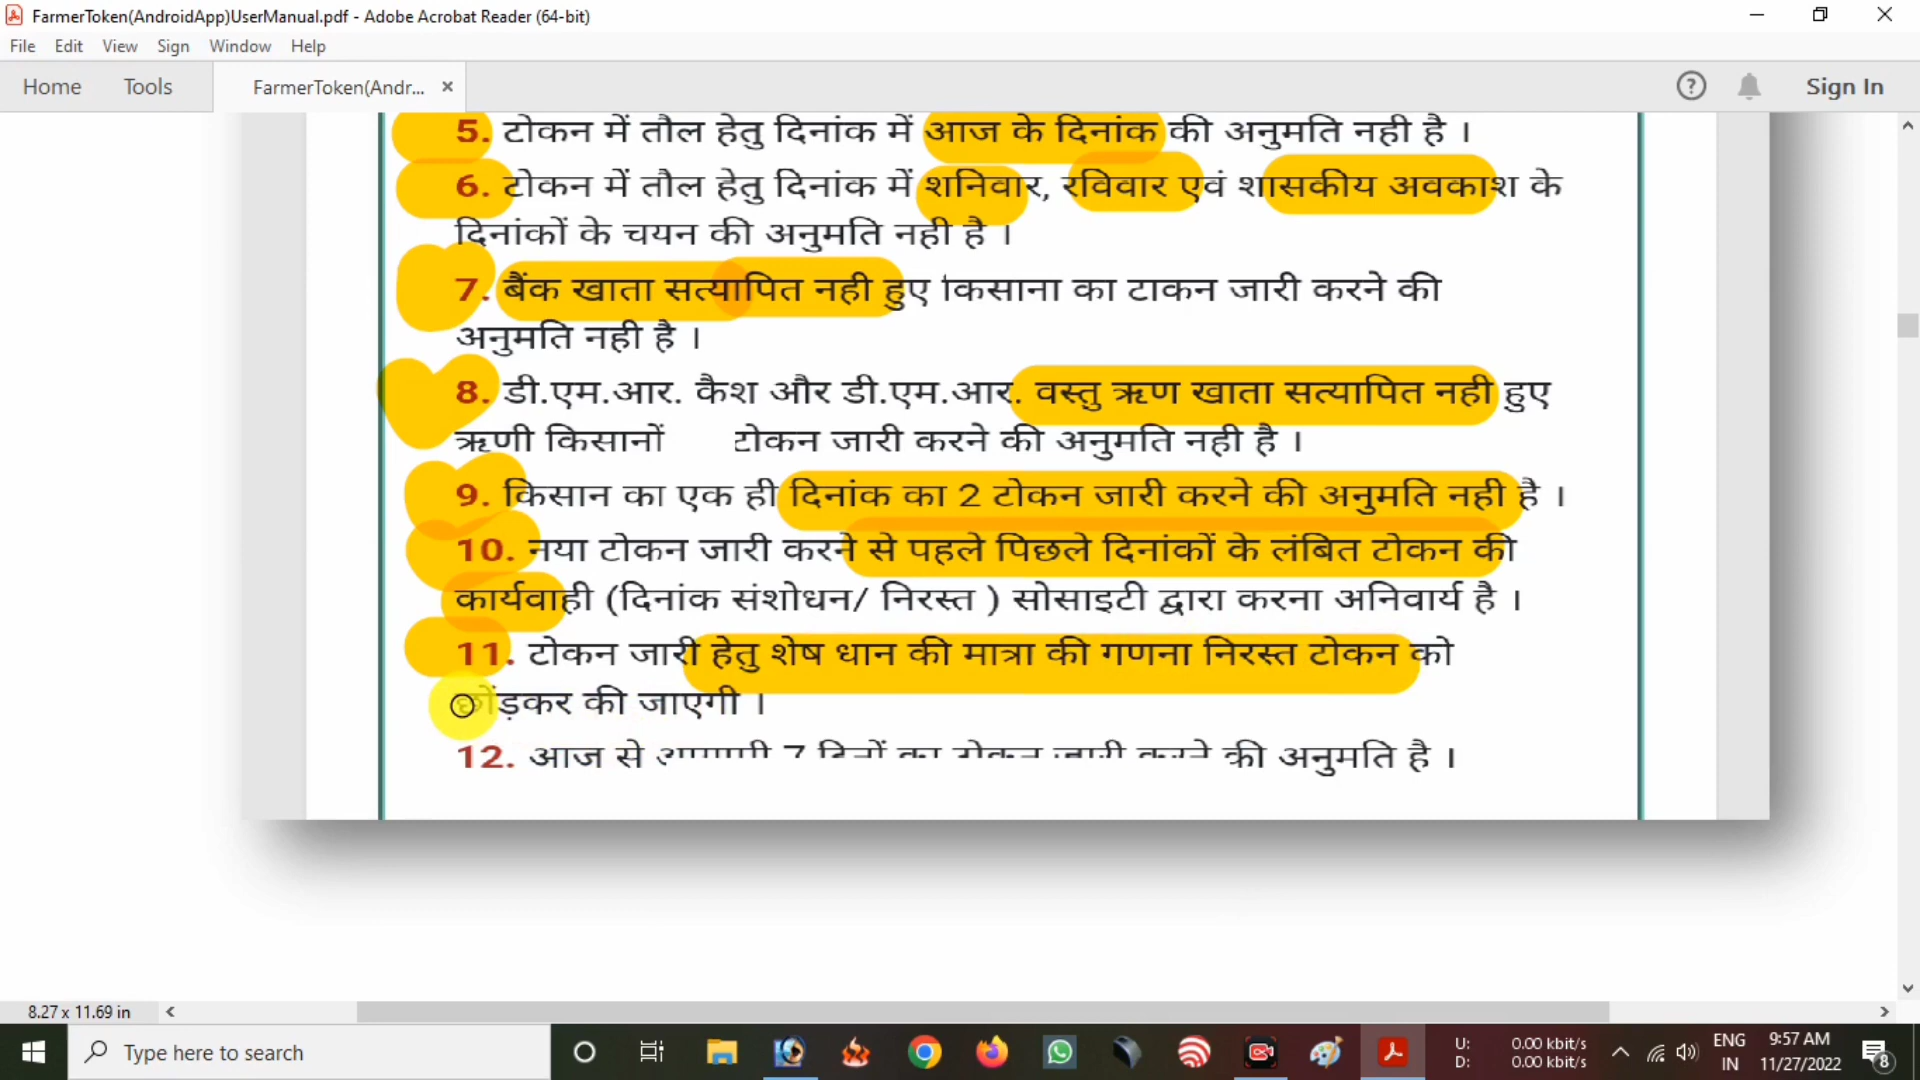 FarmerToken(AndroidApp)UserManual.pdf - Adobe Acrobat Reader (64-bit)
File Edit View Sign Window Help
Home Tools FarmerToken(Andr... Sign In
5. टोकन में तौल हेतु दिनांक में आज के दिनांक की अनुमति नही है ।
6. टोकन में तौल हेतु दिनांक में शनिवार, रविवार एवं शासकीय अवकाश के
दिनांकों के चयन की अनुमति नही है ।
7. बैंक खाता सत्यापित नही हुए जारी करने की
अनुमति नही है ।
8. डी.एम.आर. कैश और डी.एम.आर. वस्तु ऋण खाता सत्यापित नही हुए
ऋणी किसानों टोकन जारी करने की अनुमति नही है ।
9. किसान का एक ही दिनांक का 2 टोकन जारी करने की अनुमति नही है ।
10. नया टोकन जारी करने से पहले पिछले दिनांकों के लंबित टोकन की
कार्यवाही (दिनांक संशोधन/ निरस्त ) सोसाइटी द्वारा करना अनिवार्य है ।
11. टोकन जारी हेतु शेष धान की मात्रा की गणना निरस्त टोकन को
छोंड़कर की जाएगी ।
12. आज से 7 की अनुमति है ।
8.27 x 11.69 in
Type here to search
U: 0.00 kbit/s
D: 0.00 kbit/s
ENG
IN
9:57 AM
11/27/2022
8